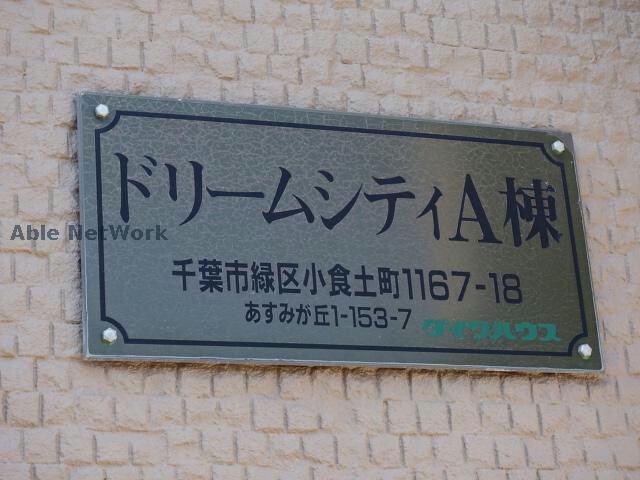 ドリームシティA棟
Able NetWork
千葉市緑区小食土町1167-18
あすみが丘1-153-7
ダイワハウス